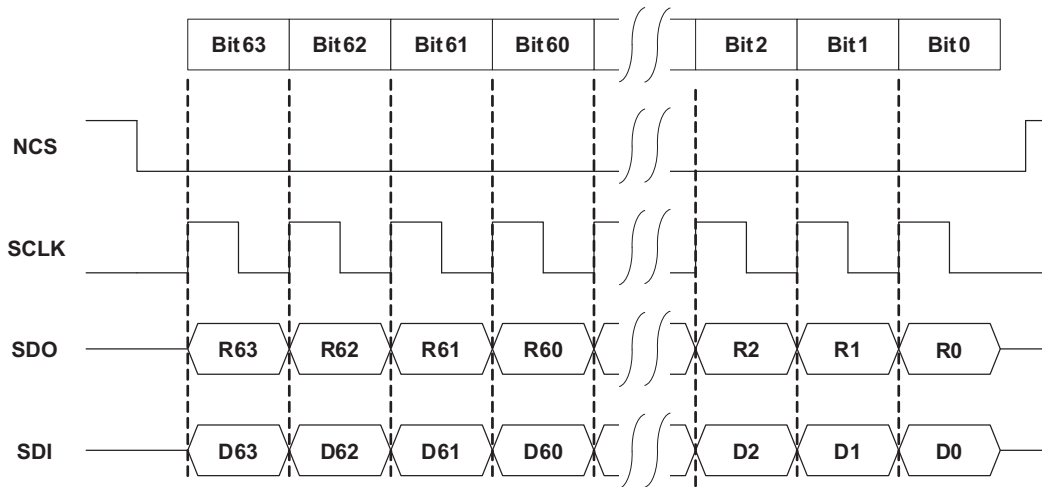 Bit63 Bit62 Bit61 Bit60 Bit2 Bit1 Bit0
NCS
SCLK
SDO R63 R62 R61 R60 R2 R1 R0
SDI D63 D62 D61 D60 D2 D1 D0